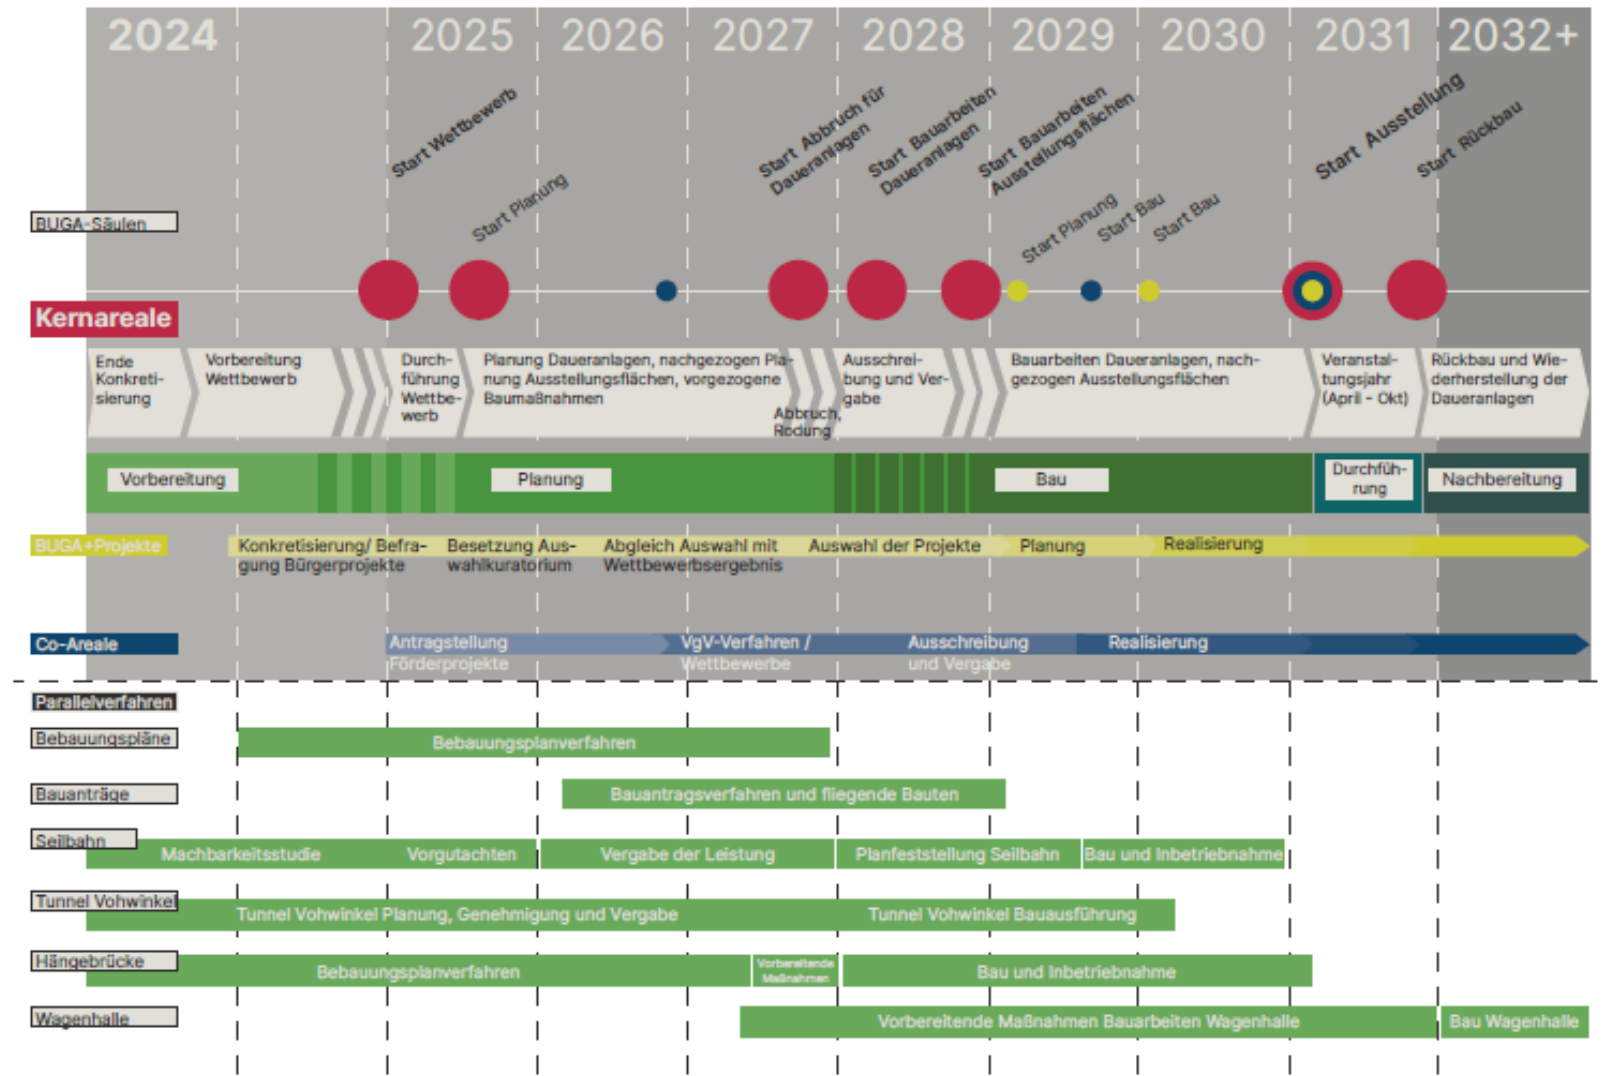 2024 2025 2026 2027 2028 2029 2030 2031 2032+
Start Wettbewerb
Start Planung
Start Abbruch für
Daueranlagen
Start Bauarbeiten
Daueranlagen
Start Bauarbeiten
Ausstellungsflächen
Start Planung
Start Bau
Start Bau
Start Ausstellung
Start Rückbau
BUGA-Säulen
Kernareale
Ende
Konkreti-
sierung
Vorbereitung
Wettbewerb
Durch-
führung
Wettbe-
werb
Planung Daueranlagen, nachgezogen Pla-
nung Ausstellungsflächen, vorgezogene
Baumaßnahmen
Abbruch,
Rodung
Ausschrei-
bung und Ver-
gabe
Bauarbeiten Daueranlagen, nach-
gezogen Ausstellungsflächen
Veranstal-
tungsjahr
(April - Okt)
Rückbau und Wie-
derherstellung der
Daueranlagen
Vorbereitung
Planung
Bau
Durchfüh-
rung
Nachbereitung
BUGA+Projekte
Konkretisierung/ Befra-
gung Bürgerprojekte
Besetzung Aus-
wahlkuratorium
Abgleich Auswahl mit
Wettbewerbsergebnis
Auswahl der Projekte
Planung
Realisierung
Co-Areale
Antragstellung
Förderprojekte
VgV-Verfahren /
Wettbewerbe
Ausschreibung
und Vergabe
Realisierung
Parallelverfahren
Bebauungspläne
Bebauungsplanverfahren
Bauanträge
Bauantragsverfahren und fliegende Bauten
Seilbahn
Machbarkeitsstudie
Vorgutachten
Vergabe der Leistung
Planfeststellung Seilbahn
Bau und Inbetriebnahme
Tunnel Vohwinkel
Tunnel Vohwinkel Planung, Genehmigung und Vergabe
Tunnel Vohwinkel Bauausführung
Hängebrücke
Bebauungsplanverfahren
Vorbereitende
Maßnahmen
Bau und Inbetriebnahme
Wagenhalle
Vorbereitende Maßnahmen Bauarbeiten Wagenhalle
Bau Wagenhalle